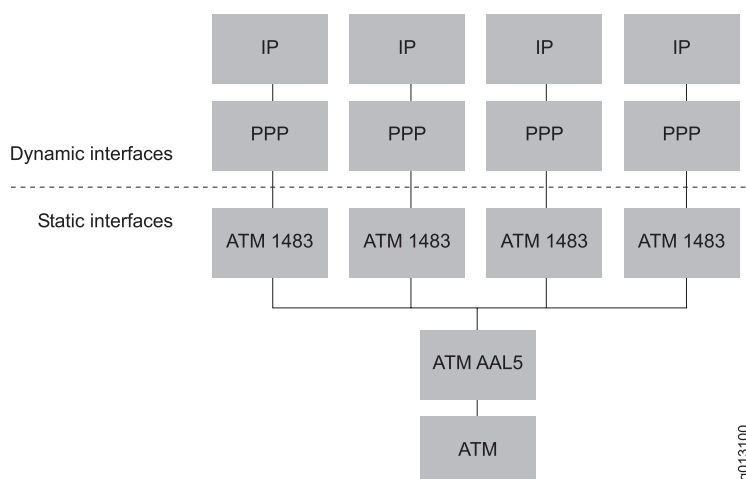 IP IP IP IP
PPP PPP PPP PPP
Dynamic interfaces
Static interfaces
ATM 1483 ATM 1483 ATM 1483 ATM 1483
ATM AAL5
ATM
g013100